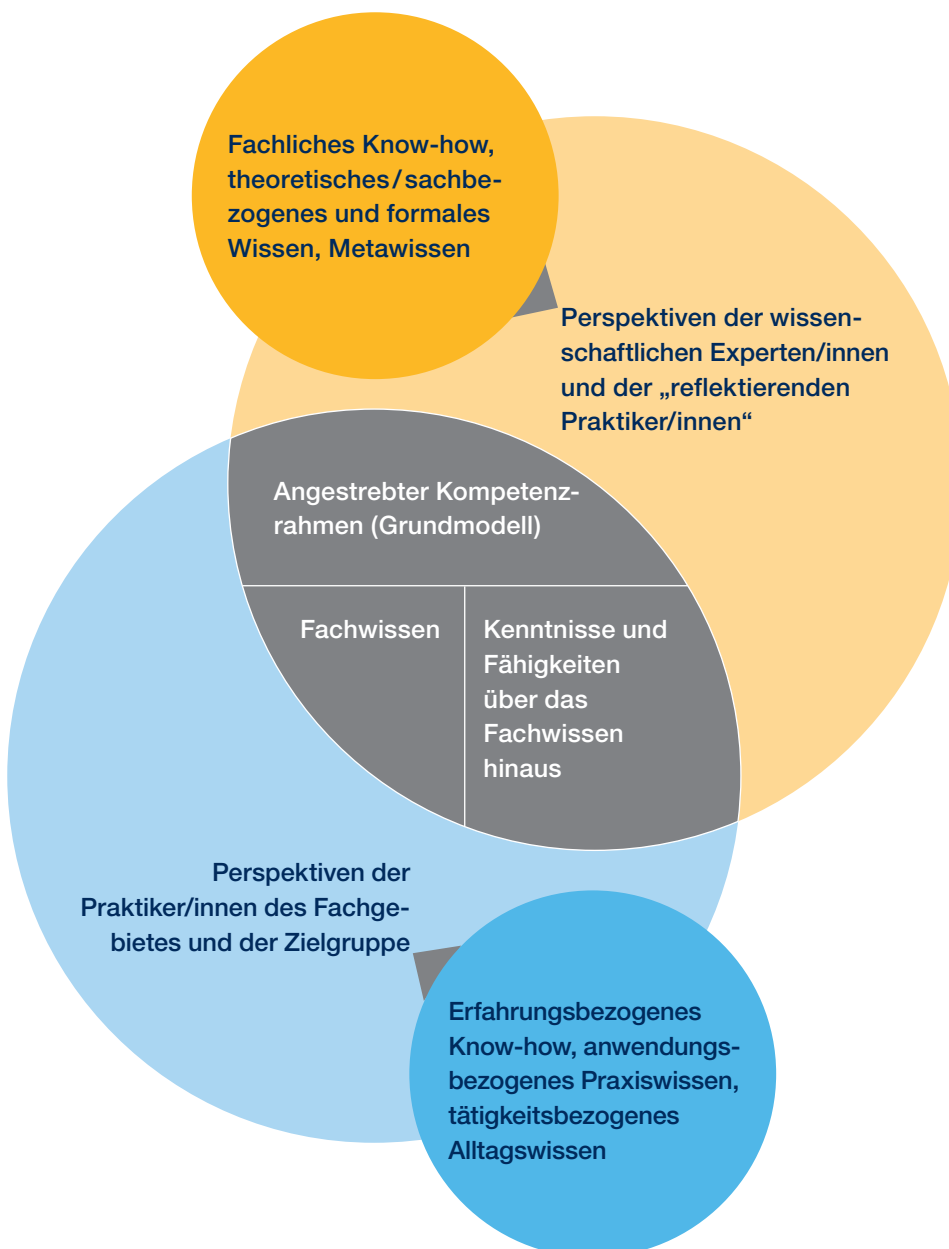 Fachliches Know-how,
theoretisches/sachbe-
zogenes und formales
Wissen, Metawissen
Perspektiven der wissen-
schaftlichen Experten/innen
und der „reflektierenden
Praktiker/innen“
Angestrebter Kompetenz-
rahmen (Grundmodell)
Fachwissen
Kenntnisse und
Fähigkeiten
über das
Fachwissen
hinaus
Perspektiven der
Praktiker/innen des Fachge-
bietes und der Zielgruppe
Erfahrungsbezogenes
Know-how, anwendungs-
bezogenes Praxiswissen,
tätigkeitsbezogenes
Alltagswissen